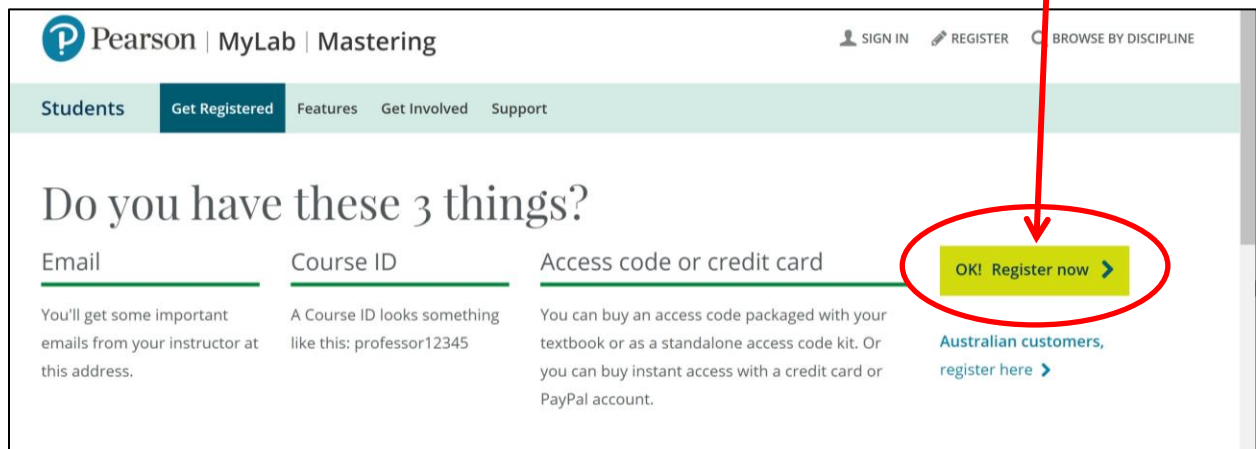 Pearson | MyLab | Mastering
SIGN IN REGISTER BROWSE BY DISCIPLINE
Students Get Registered Features Get Involved Support
Do you have these 3 things?
Email
You'll get some important
emails from your instructor at
this address.
Course ID
A Course ID looks something
like this: professor12345
Access code or credit card
You can buy an access code packaged with your
textbook or as a standalone access code kit. Or
you can buy instant access with a credit card or
PayPal account.
OK! Register now
Australian customers,
register here